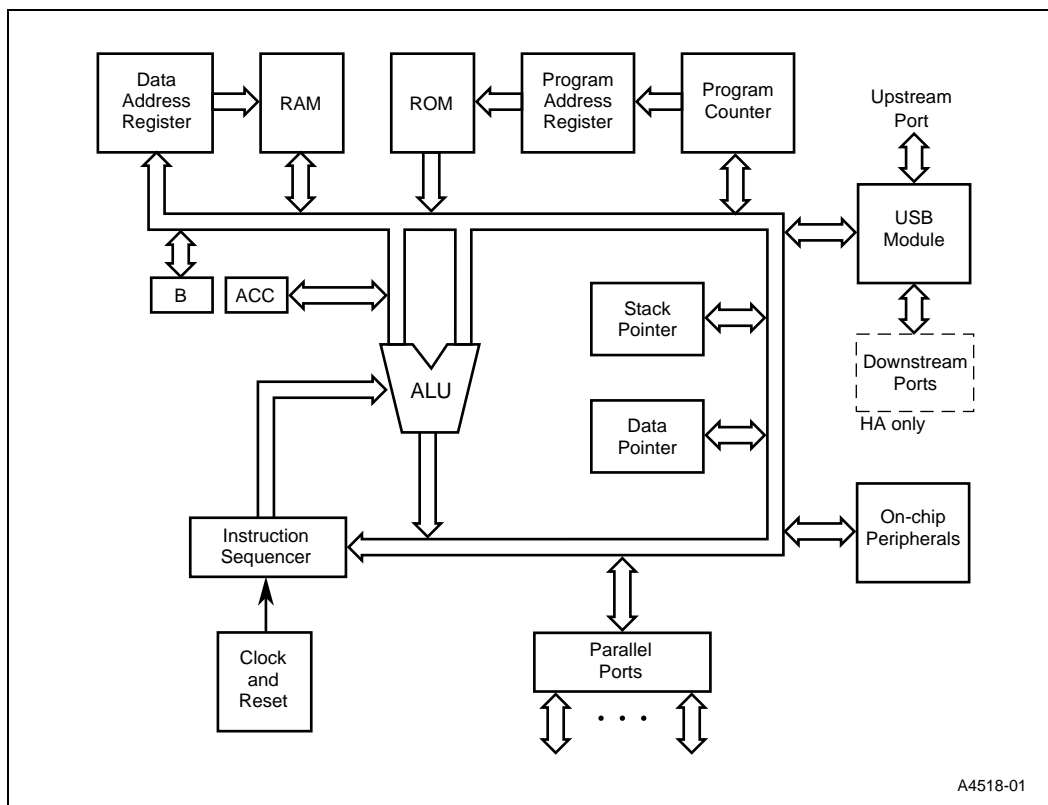 Data
Address
Register
RAM
ROM
Program
Address
Register
Program
Counter
Upstream
Port
USB
Module
B
ACC
Stack
Pointer
Downstream
Ports
HA only
ALU
Data
Pointer
Instruction
Sequencer
On-chip
Peripherals
Clock
and
Reset
Parallel
Ports
. . .
A4518-01